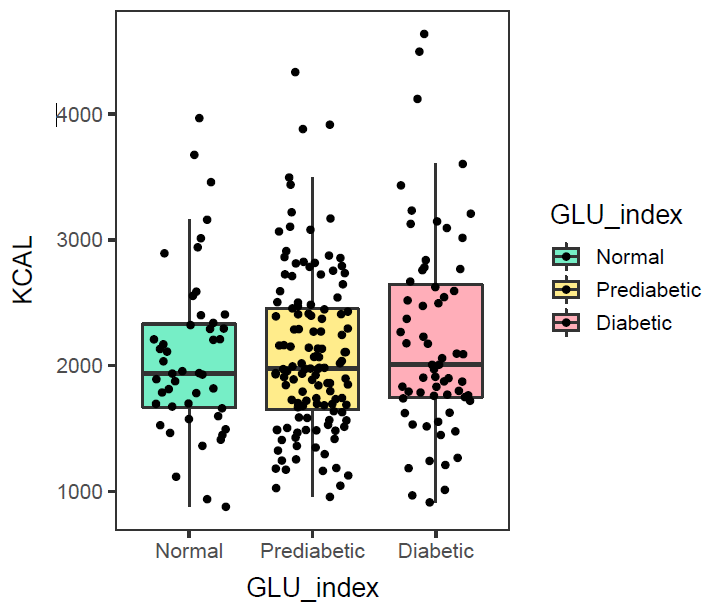 KCAL
4000
3000
2000
1000
Normal Prediabetic Diabetic
GLU_index
GLU_index
Normal
Prediabetic
Diabetic